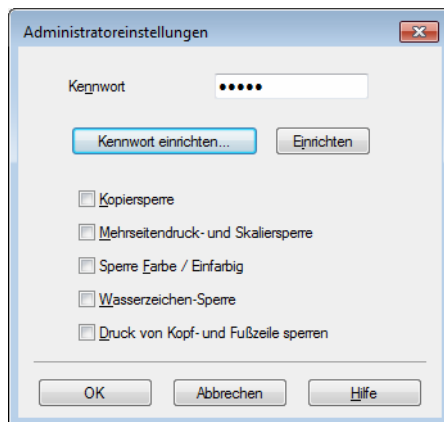 Administratoreinstellungen
Kennwort •••••
Kennwort einrichten... Einrichten
Kopiersperre
Mehrseitendruck- und Skaliersperre
Sperre Farbe / Einfarbig
Wasserzeichen-Sperre
Druck von Kopf- und Fußzeile sperren
OK Abbrechen Hilfe